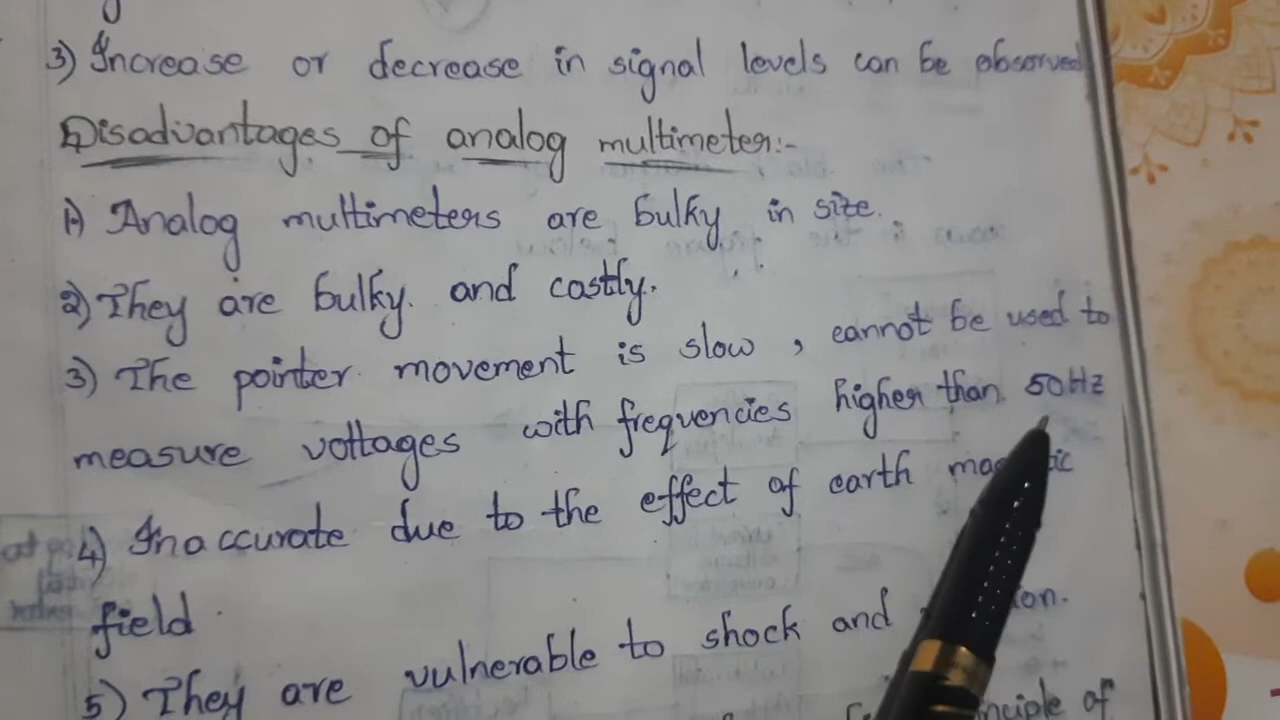 3) Increase or decrease in signal levels can be observed
Disadvantages of analog multimeter:-
1) Analog multimeters are bulky in size.
2) They are bulky. and costly.
3) The pointer movement is slow, cannot be used to
measure voltages with frequencies higher than 50Hz
4) Inaccurate due to the effect of earth
field
5) They are vulnerable to shock and
of